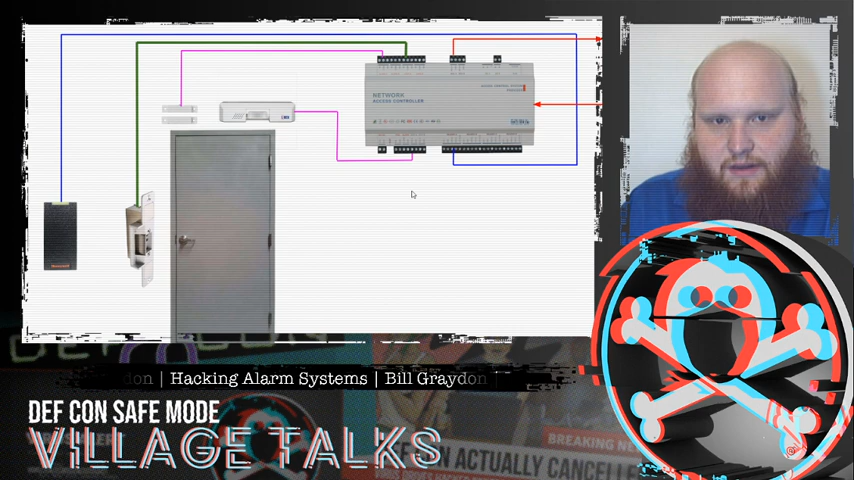 NETWORK
ACCESS CONTROLLER
don | Hacking Alarm Systems | Bill Graydon
DEF CON SAFE MODE
VILLAGE TALKS
BREAKING NE
CON ACTUALLY CANCELLE